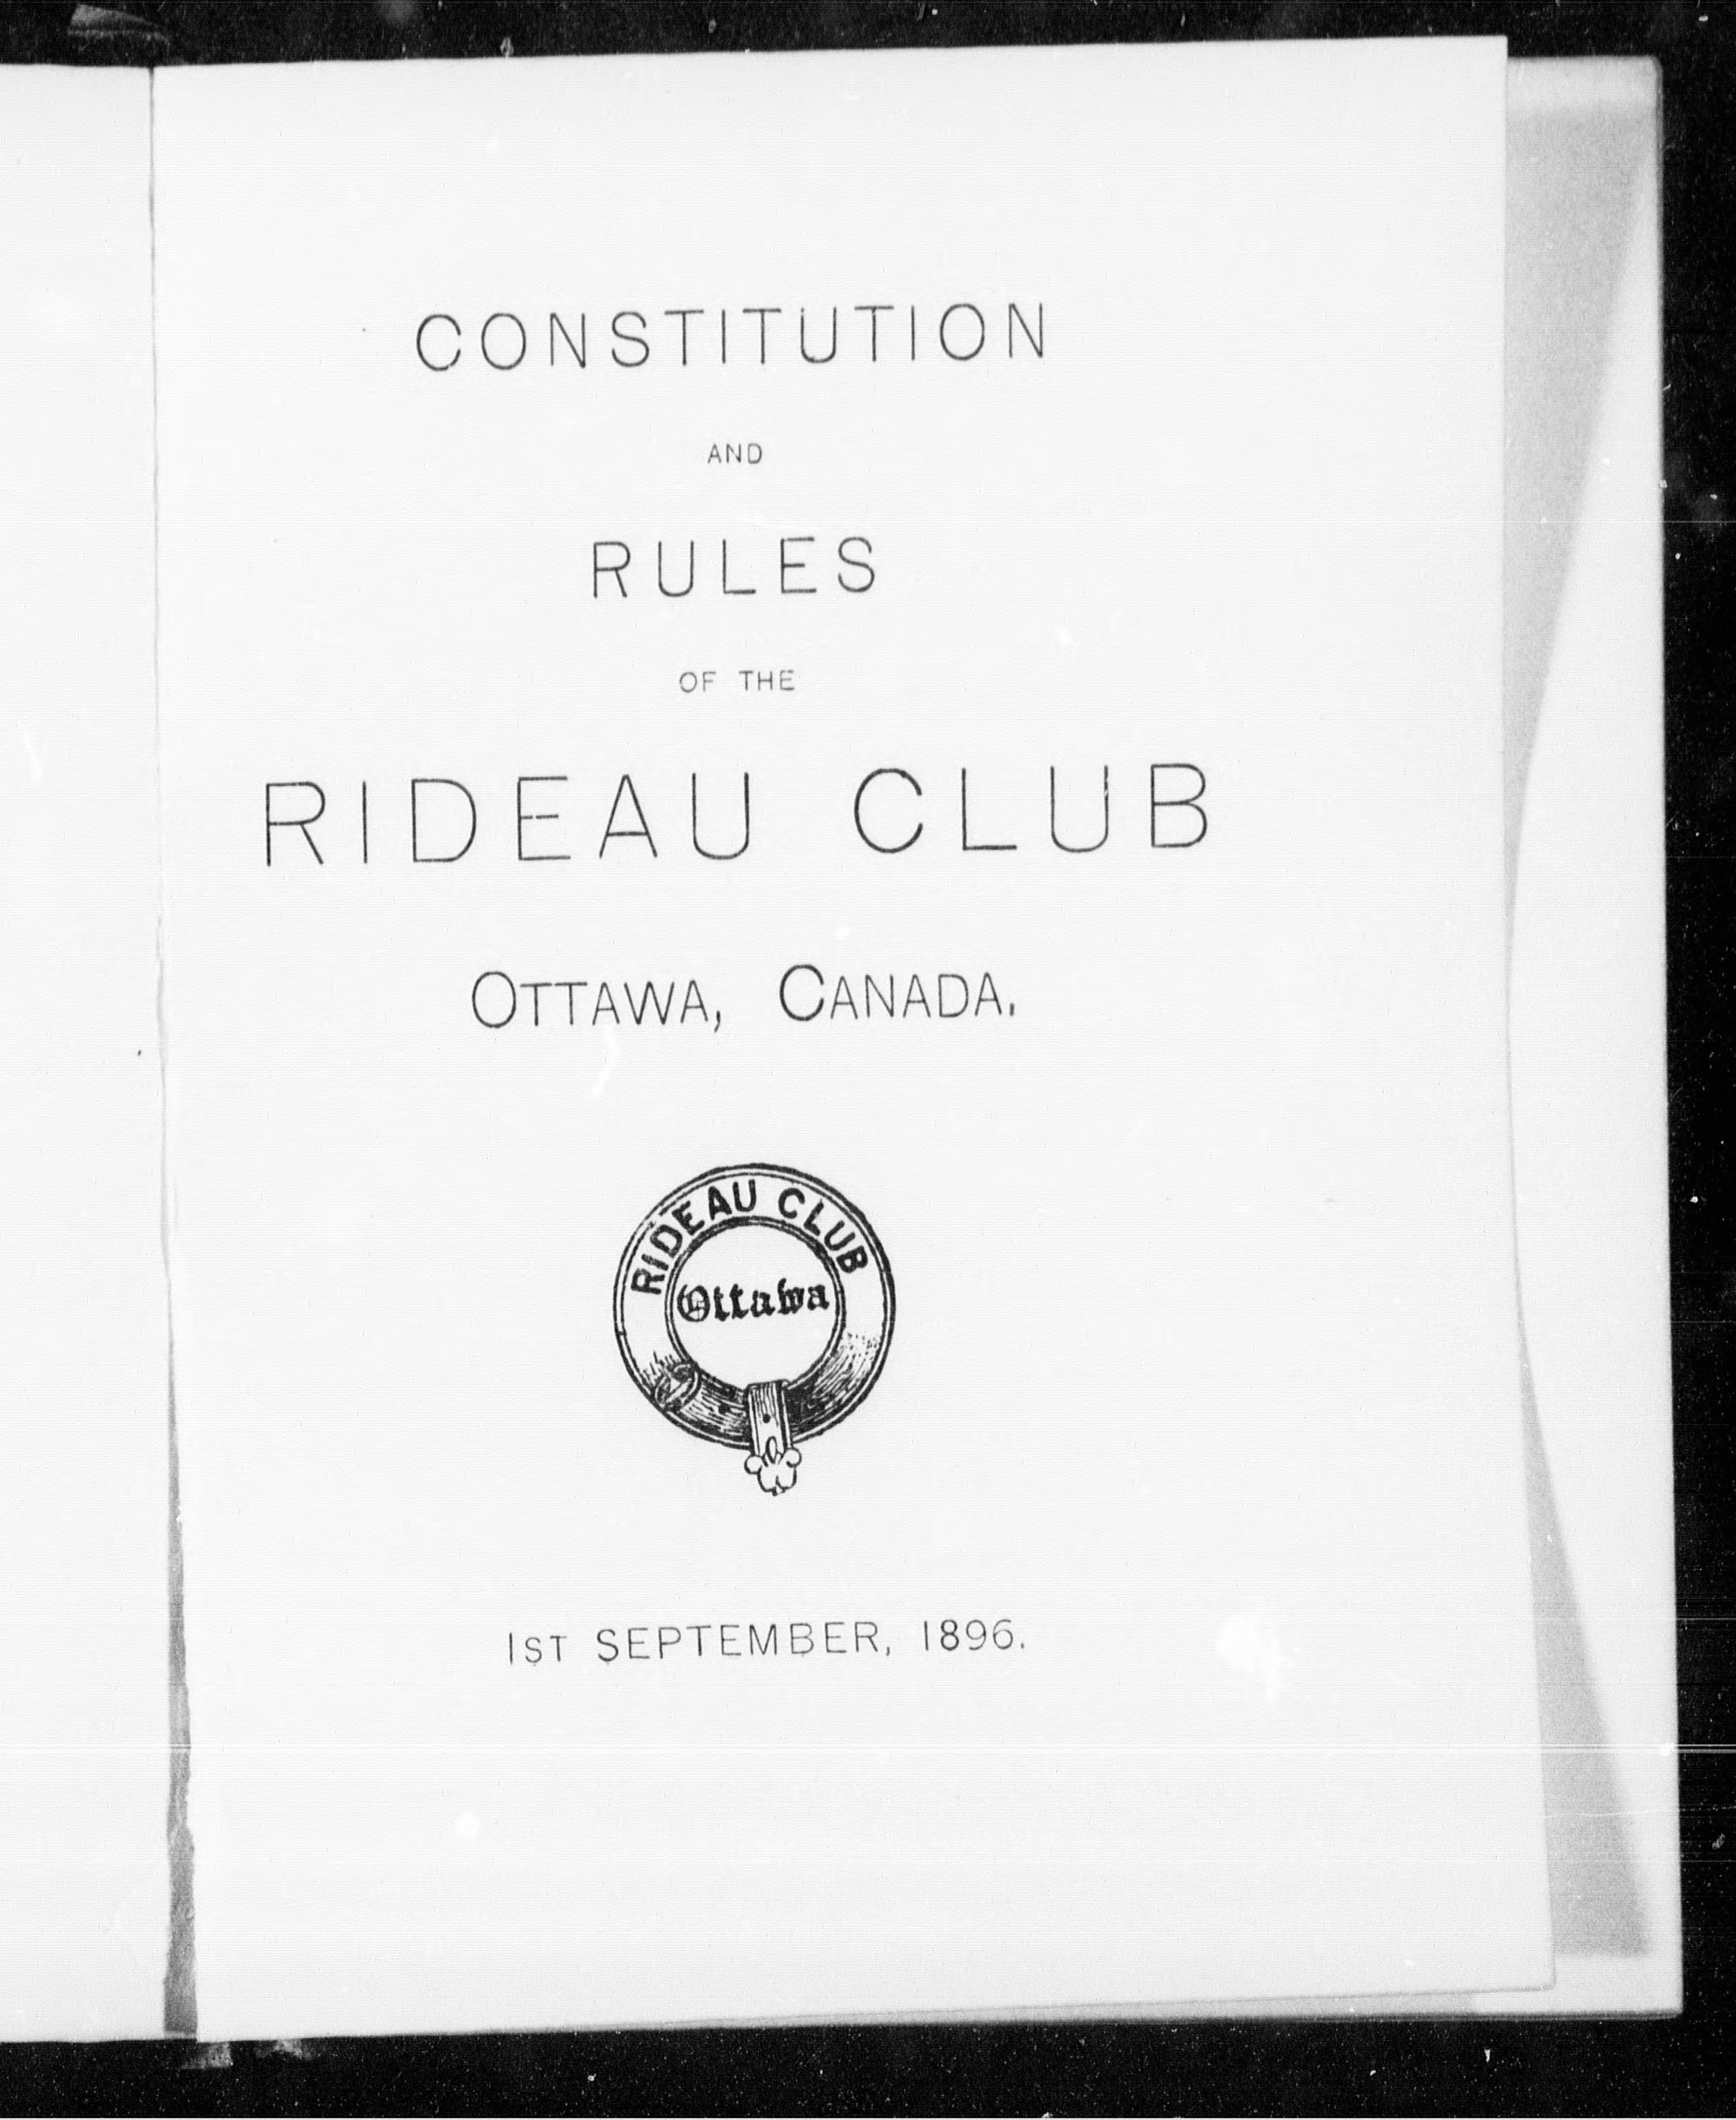 CONSTITUTION
AND
RULES
OF THE
RIDEAU CLUB
OTTAWA, CANADA.
RIDEAU CLUB
Ottawa
1ST SEPTEMBER, 1896.